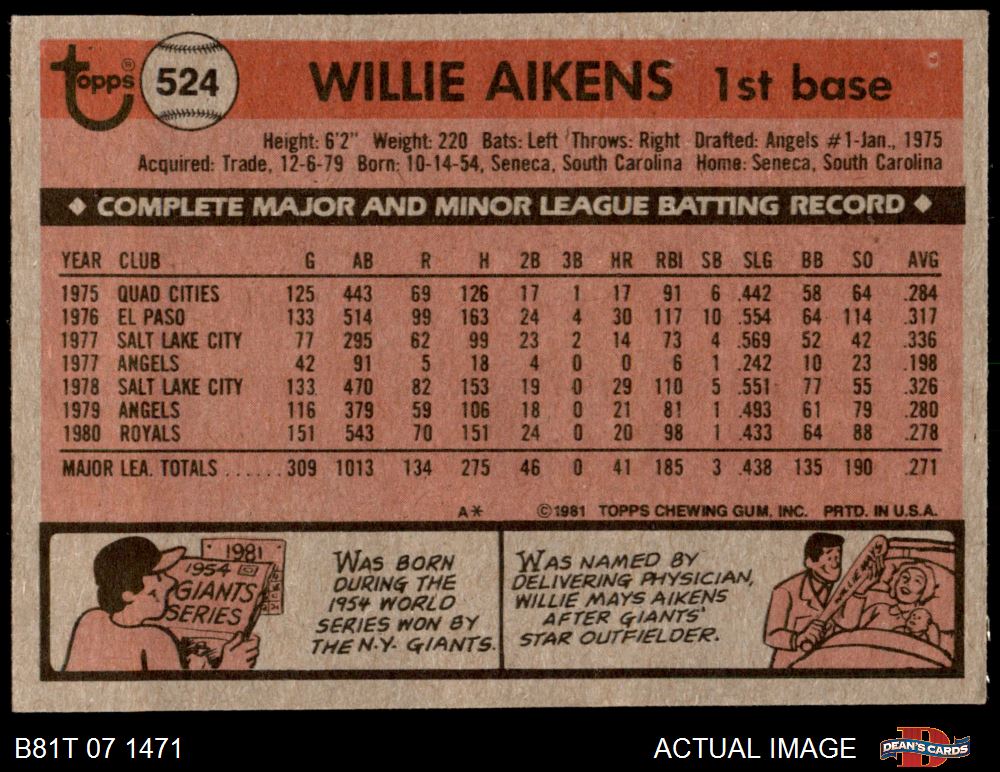 topps® 524 WILLIE AIKENS 1st base
Height: 6'2" Weight: 220 Bats: Left Throws: Right Drafted: Angels #1-Jan., 1975
Acquired: Trade, 12-6-79 Born: 10-14-54, Seneca, South Carolina Home: Seneca, South Carolina
◆ COMPLETE MAJOR AND MINOR LEAGUE BATTING RECORD ◆
YEAR CLUB G AB R H 2B 3B HR RBI SB SLG BB SO AVG
1975 QUAD CITIES 125 443 69 126 17 1 17 91 6 .442 58 64 .284
1976 EL PASO 133 514 99 163 24 4 30 117 10 .554 64 114 .317
1977 SALT LAKE CITY 77 295 62 99 23 2 14 73 4 .569 52 42 .336
1977 ANGELS 42 91 5 18 4 0 0 6 1 .242 10 23 .198
1978 SALT LAKE CITY 133 470 82 153 19 0 29 110 5 .551 77 55 .326
1979 ANGELS 116 379 59 106 18 0 21 81 1 .493 61 79 .280
1980 ROYALS 151 543 70 151 24 0 20 98 1 .433 64 88 .278
MAJOR LEA. TOTALS ...... 309 1013 134 275 46 0 41 185 3 .438 135 190 .271
A* ©1981 TOPPS CHEWING GUM, INC. PRTD. IN U.S.A.
1981
1954
GIANTS
SERIES
WAS BORN
DURING THE
1954 WORLD
SERIES WON BY
THE N.Y. GIANTS.
WAS NAMED BY
DELIVERING PHYSICIAN,
WILLIE MAYS AIKENS
AFTER GIANTS'
STAR OUTFIELDER.
WILLIE MAYS
B81T 07 1471 ACTUAL IMAGE DEAN'S CARDS